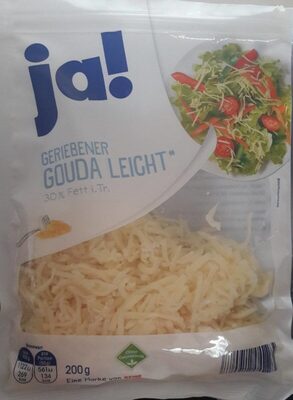 ja!
GERIEBENER
GOUDA LEICHT*
30% Fett i.Tr.
200g
Eine Marke von